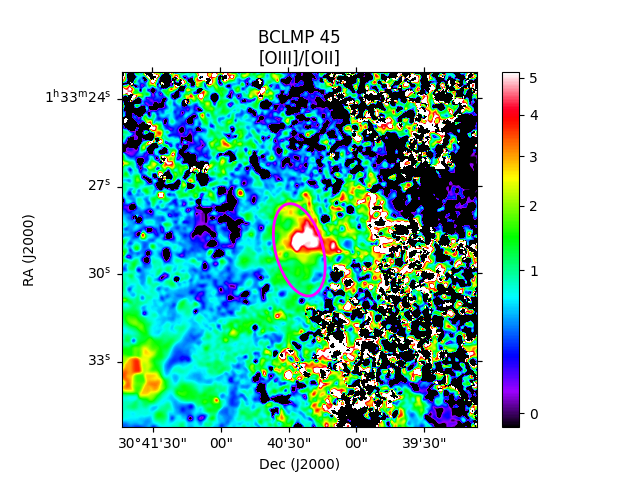 BCLMP 45
[OIII]/[OII]
1ʰ33ᵐ24ˢ
27ˢ
30ˢ
33ˢ
RA (J2000)
30°41'30"
00"
40'30"
00"
39'30"
Dec (J2000)
5
4
3
2
1
0